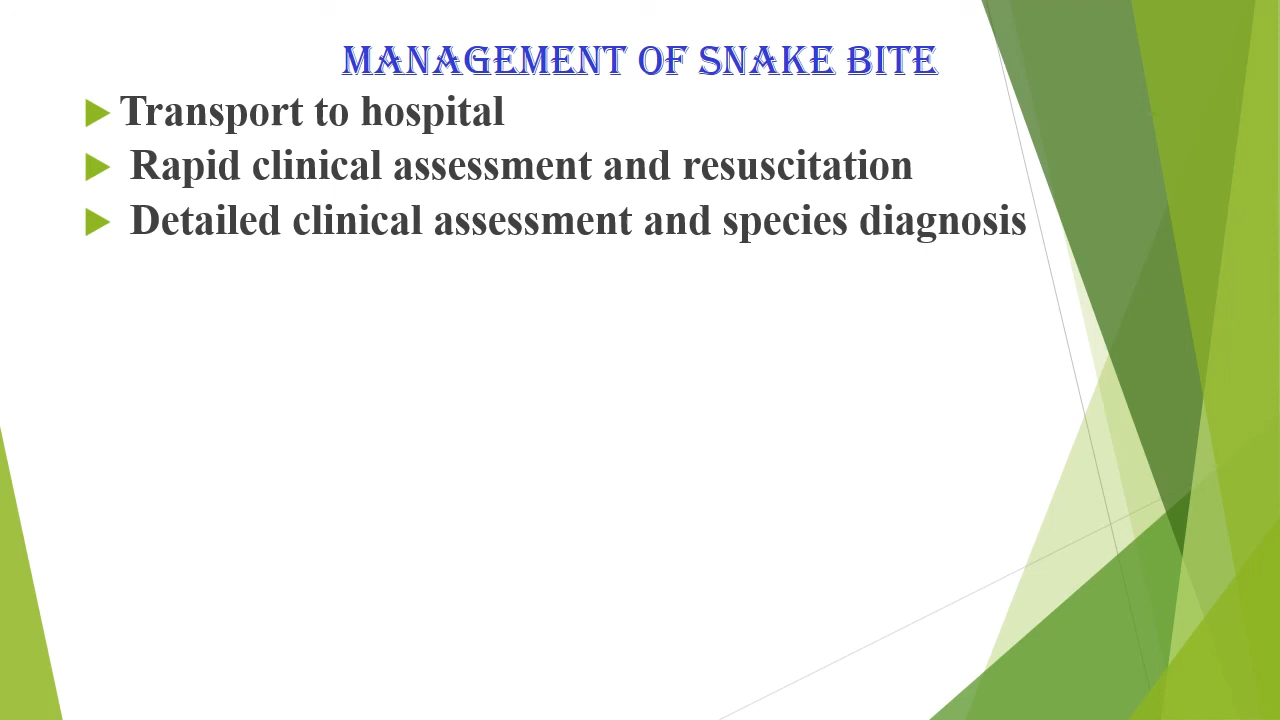 MANAGEMENT OF SNAKE BITE
Transport to hospital
Rapid clinical assessment and resuscitation
Detailed clinical assessment and species diagnosis